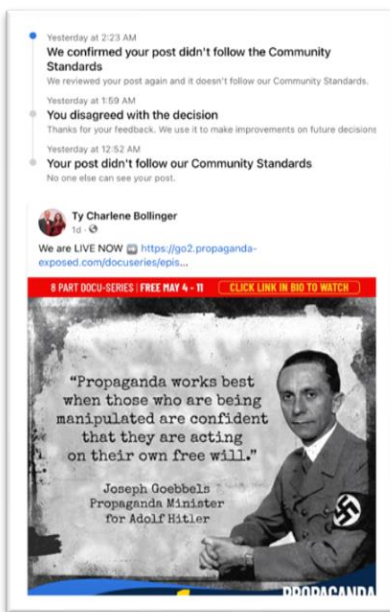 Yesterday at 2:23 AM
We confirmed your post didn't follow the Community
Standards
We reviewed your post again and it doesn't follow our Community Standards.
Yesterday at 1:59 AM
You disagreed with the decision
Thanks for your feedback. We use it to make improvements on future decisions
Yesterday at 12:52 AM
Your post didn't follow our Community Standards
No one else can see your post.
Ty Charlene Bollinger
1d ·
We are LIVE NOW ➡️ https://go2.propaganda-
exposed.com/docuseries/epis...
8 PART DOCU-SERIES | FREE MAY 4 - 11
CLICK LINK IN BIO TO WATCH
"Propaganda works best
when those who are being
manipulated are confident
that they are acting
on their own free will."
Joseph Goebbels
Propaganda Minister
for Adolf Hitler
PROPAGANDA